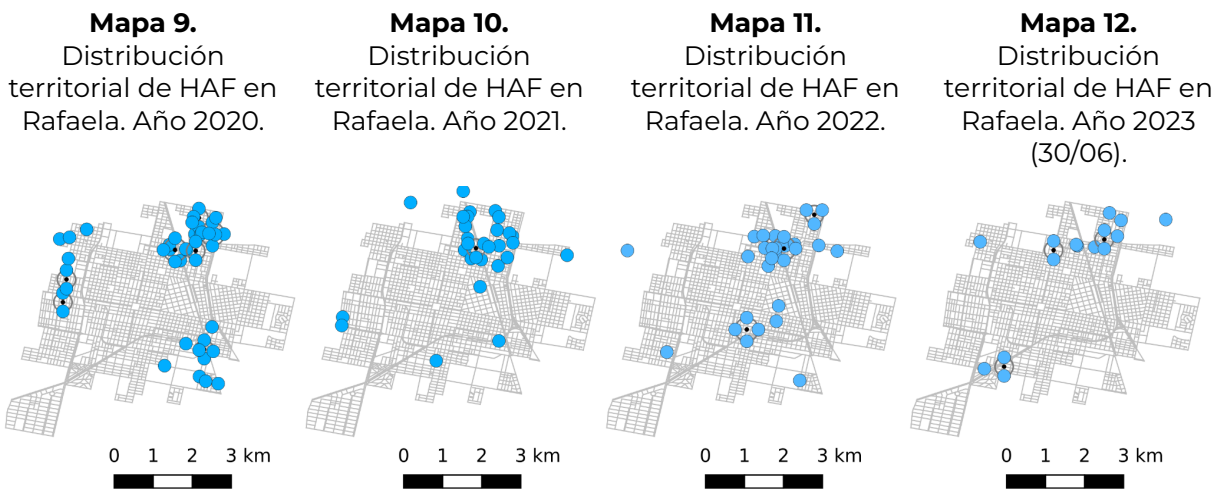 Mapa 9.
Distribución
territorial de HAF en
Rafaela. Año 2020.
Mapa 10.
Distribución
territorial de HAF en
Rafaela. Año 2021.
Mapa 11.
Distribución
territorial de HAF en
Rafaela. Año 2022.
Mapa 12.
Distribución
territorial de HAF en
Rafaela. Año 2023
(30/06).
0 1 2 3 km
0 1 2 3 km
0 1 2 3 km
0 1 2 3 km